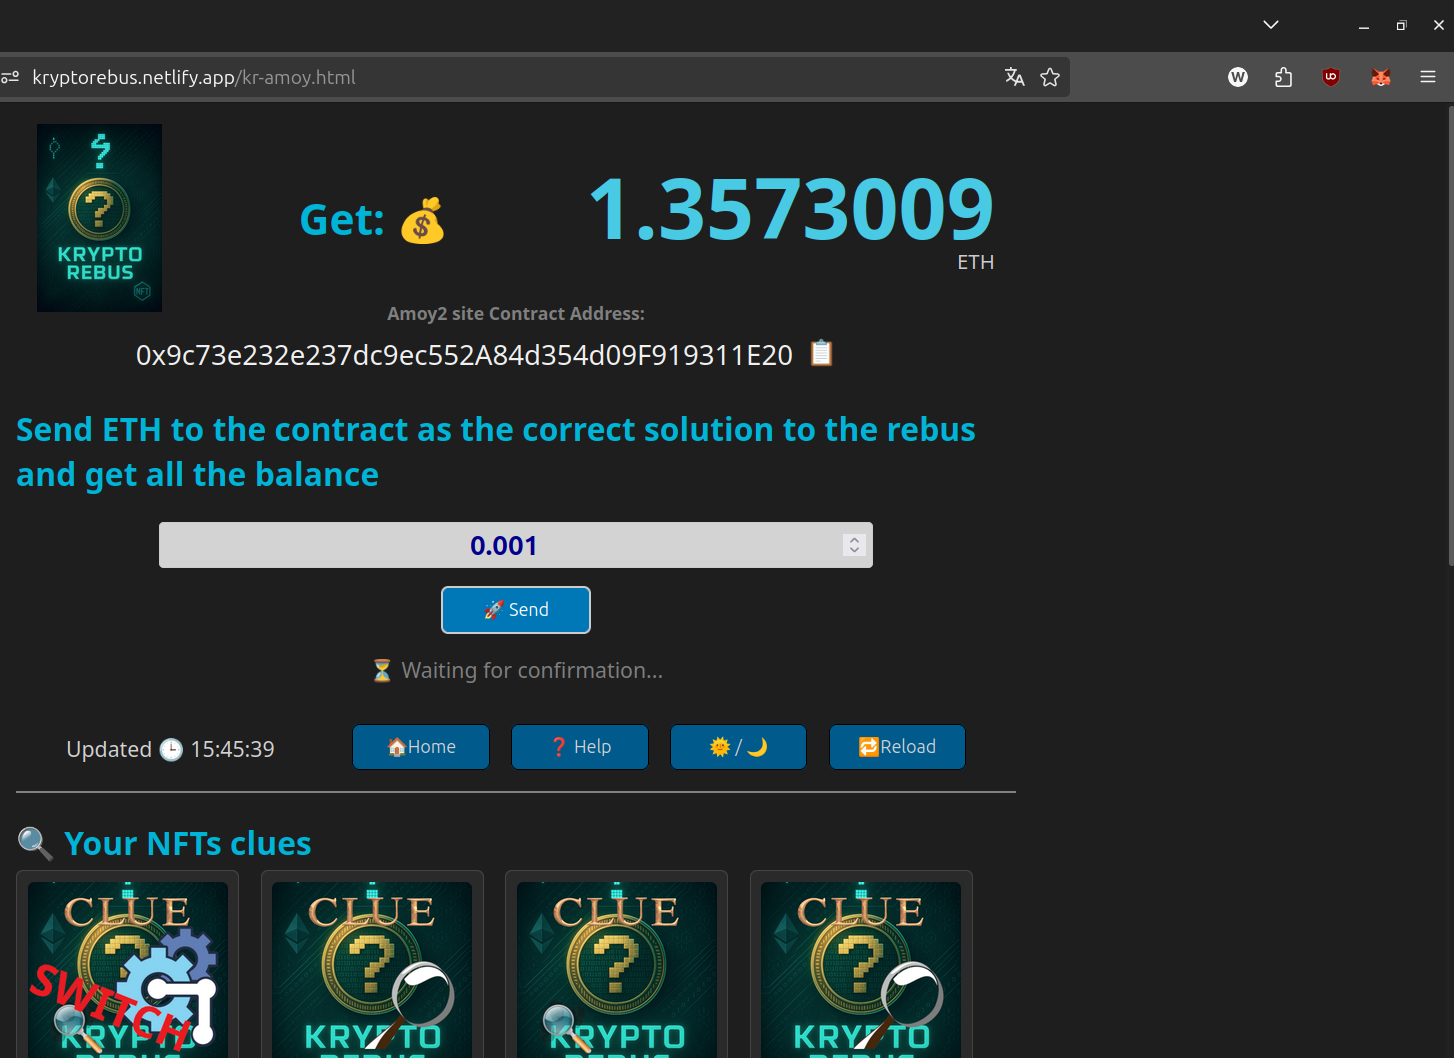 kryptorebus.netlify.app/kr-amoy.html
W
UO
?
KRYPTO
REBUS
NFT
Get:
1.3573009
ETH
Amoy2 site Contract Address:
0x9c73e232e237dc9ec552A84d354d09F919311E20
Send ETH to the contract as the correct solution to the rebus
and get all the balance
0.001
Send
Waiting for confirmation...
Updated 15:45:39
Home
Help
/
Reload
Your NFTs clues
CLUE CLUE CLUE CLUE
SWITCH
KRYPTO KRYPTO KRYPTO KRYPTO